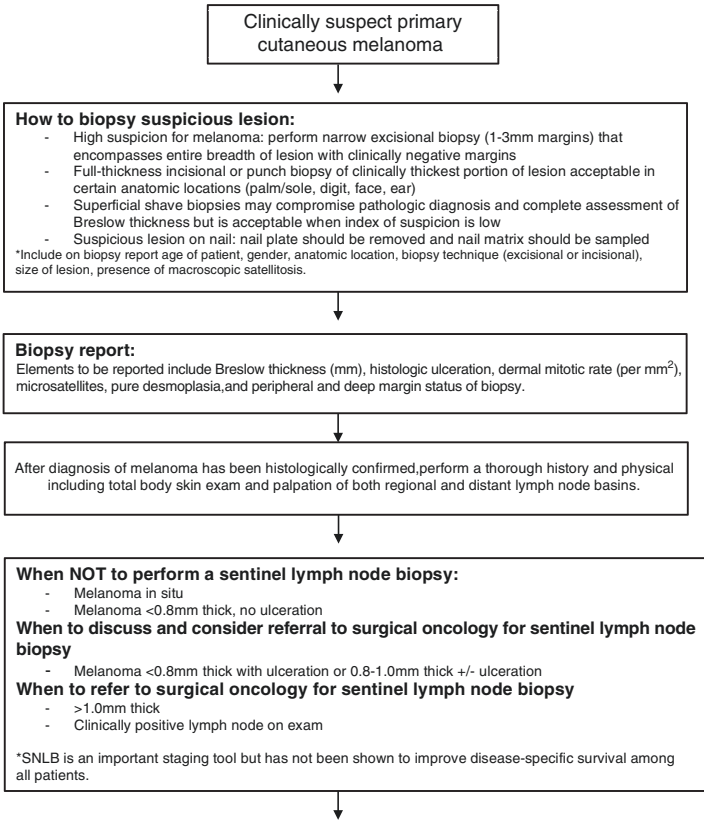 Clinically suspect primary
cutaneous melanoma
How to biopsy suspicious lesion:
- High suspicion for melanoma: perform narrow excisional biopsy (1-3mm margins) that
encompasses entire breadth of lesion with clinically negative margins
- Full-thickness incisional or punch biopsy of clinically thickest portion of lesion acceptable in
certain anatomic locations (palm/sole, digit, face, ear)
- Superficial shave biopsies may compromise pathologic diagnosis and complete assessment of
Breslow thickness but is acceptable when index of suspicion is low
- Suspicious lesion on nail: nail plate should be removed and nail matrix should be sampled
*Include on biopsy report age of patient, gender, anatomic location, biopsy technique (excisional or incisional),
size of lesion, presence of macroscopic satellitosis.
Biopsy report:
Elements to be reported include Breslow thickness (mm), histologic ulceration, dermal mitotic rate (per mm²),
microsatellites, pure desmoplasia,and peripheral and deep margin status of biopsy.
After diagnosis of melanoma has been histologically confirmed,perform a thorough history and physical
including total body skin exam and palpation of both regional and distant lymph node basins.
When NOT to perform a sentinel lymph node biopsy:
- Melanoma in situ
- Melanoma <0.8mm thick, no ulceration
When to discuss and consider referral to surgical oncology for sentinel lymph node
biopsy
- Melanoma <0.8mm thick with ulceration or 0.8-1.0mm thick +/- ulceration
When to refer to surgical oncology for sentinel lymph node biopsy
- >1.0mm thick
- Clinically positive lymph node on exam
*SNLB is an important staging tool but has not been shown to improve disease-specific survival among
all patients.